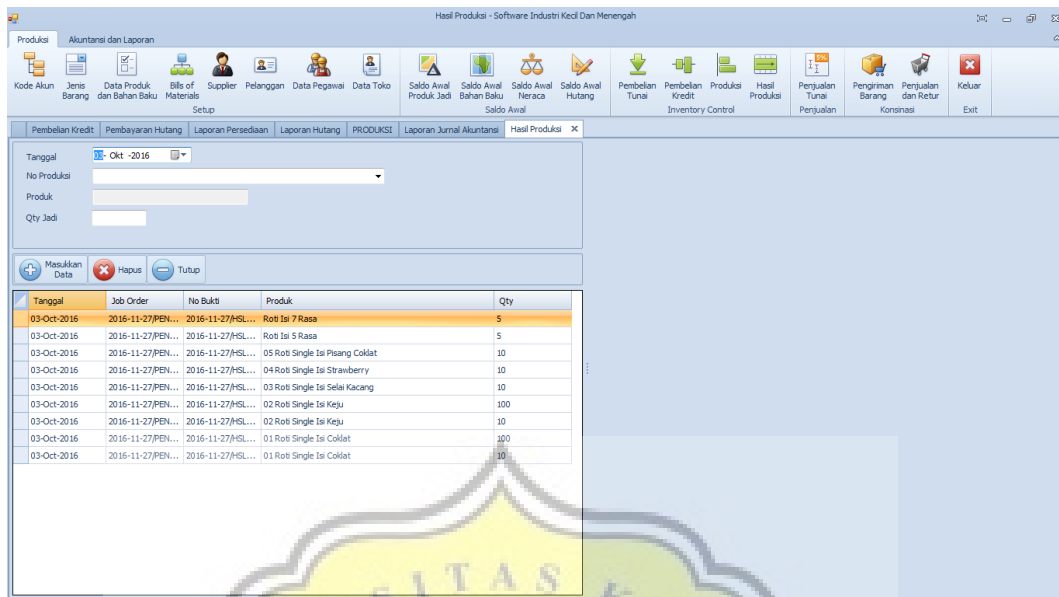 Hasil Produksi - Software Industri Kecil Dan Menengah
Produksi Akuntansi dan Laporan
Kode Akun Jenis Barang Data Produk dan Bahan Baku Bills of Materials Supplier Pelanggan Data Pegawai Data Toko Saldo Awal Produk Jadi Saldo Awal Bahan Baku Saldo Awal Neraca Saldo Awal Hutang Pembelian Tunai Pembelian Kredit Produksi Hasil Produksi Penjualan Tunai Pengiriman Barang Penjualan dan Retur Keluar
Setup Saldo Awal Inventory Control Penjualan Konsinasi Exit
Pembelian Kredit Pembayaran Hutang Laporan Persediaan Laporan Hutang PRODUKSI Laporan Jurnal Akuntansi Hasil Produksi
Tanggal 03- Okt -2016
No Produksi
Produk
Qty Jadi
Masukkan Data Hapus Tutup
Tanggal Job Order No Bukti Produk Qty
03-Oct-2016 2016-11-27/PEN... 2016-11-27/HSL... Roti Isi 7 Rasa 5
03-Oct-2016 2016-11-27/PEN... 2016-11-27/HSL... Roti Isi 5 Rasa 5
03-Oct-2016 2016-11-27/PEN... 2016-11-27/HSL... 05 Roti Single Isi Pisang Coklat 10
03-Oct-2016 2016-11-27/PEN... 2016-11-27/HSL... 04 Roti Single Isi Strawberry 10
03-Oct-2016 2016-11-27/PEN... 2016-11-27/HSL... 03 Roti Single Isi Selai Kacang 10
03-Oct-2016 2016-11-27/PEN... 2016-11-27/HSL... 02 Roti Single Isi Keju 100
03-Oct-2016 2016-11-27/PEN... 2016-11-27/HSL... 02 Roti Single Isi Keju 10
03-Oct-2016 2016-11-27/PEN... 2016-11-27/HSL... 01 Roti Single Isi Coklat 100
03-Oct-2016 2016-11-27/PEN... 2016-11-27/HSL... 01 Roti Single Isi Coklat 10